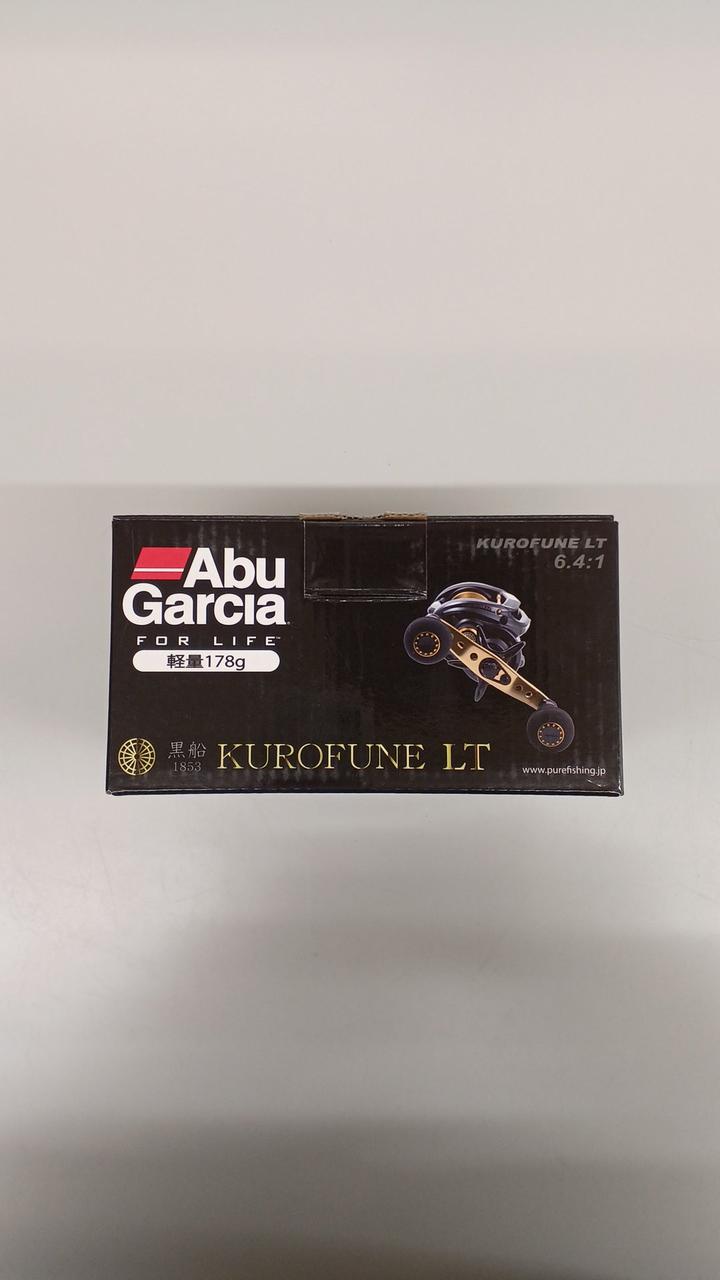 Abu
Garcia
FOR LIFE™
軽量178g
KUROFUNE LT
6.4:1
黒船
1853
KUROFUNE LT
www.purefishing.jp